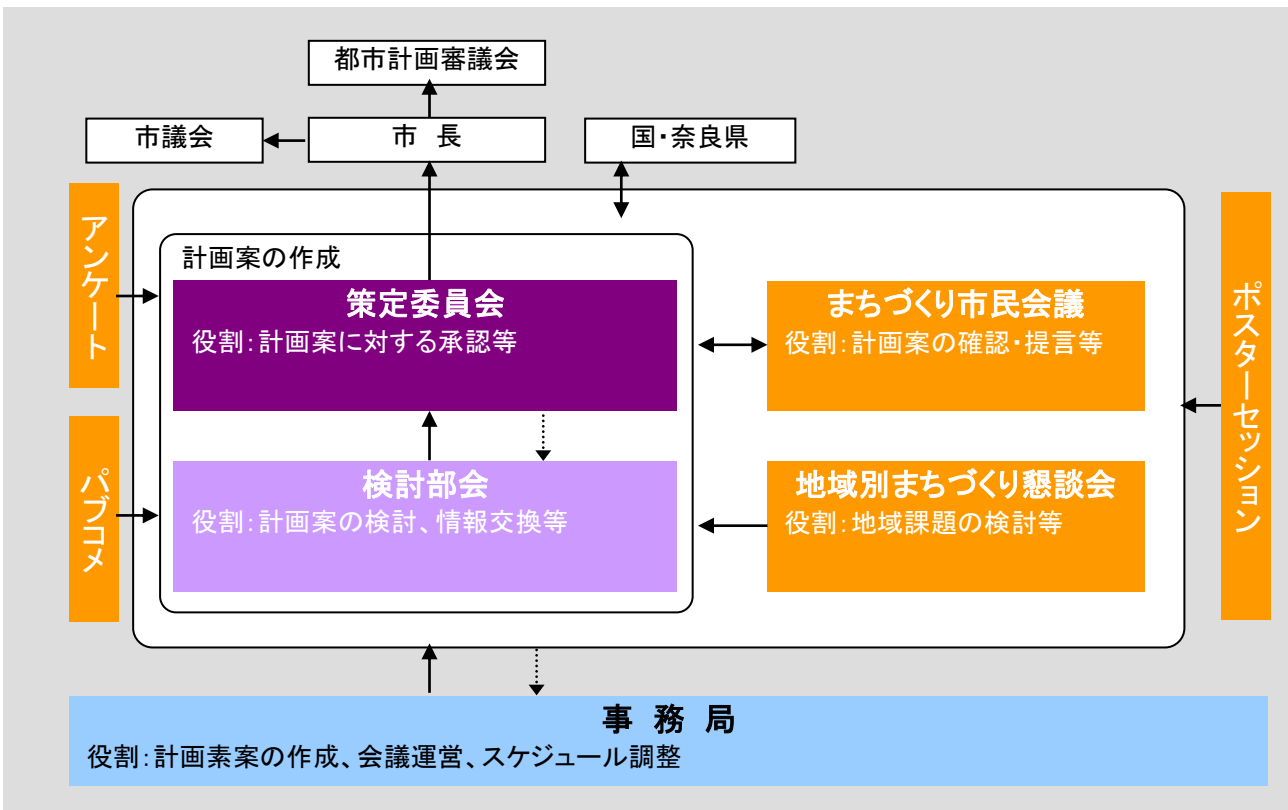 都市計画審議会
市議会
市 長
国・奈良県
アンケート
計画案の作成
策定委員会
役割：計画案に対する承認等
まちづくり市民会議
役割：計画案の確認・提言等
ポスターセッション
パブコメ
検討部会
役割：計画案の検討、情報交換等
地域別まちづくり懇談会
役割：地域課題の検討等
事 務 局
役割：計画素案の作成、会議運営、スケジュール調整